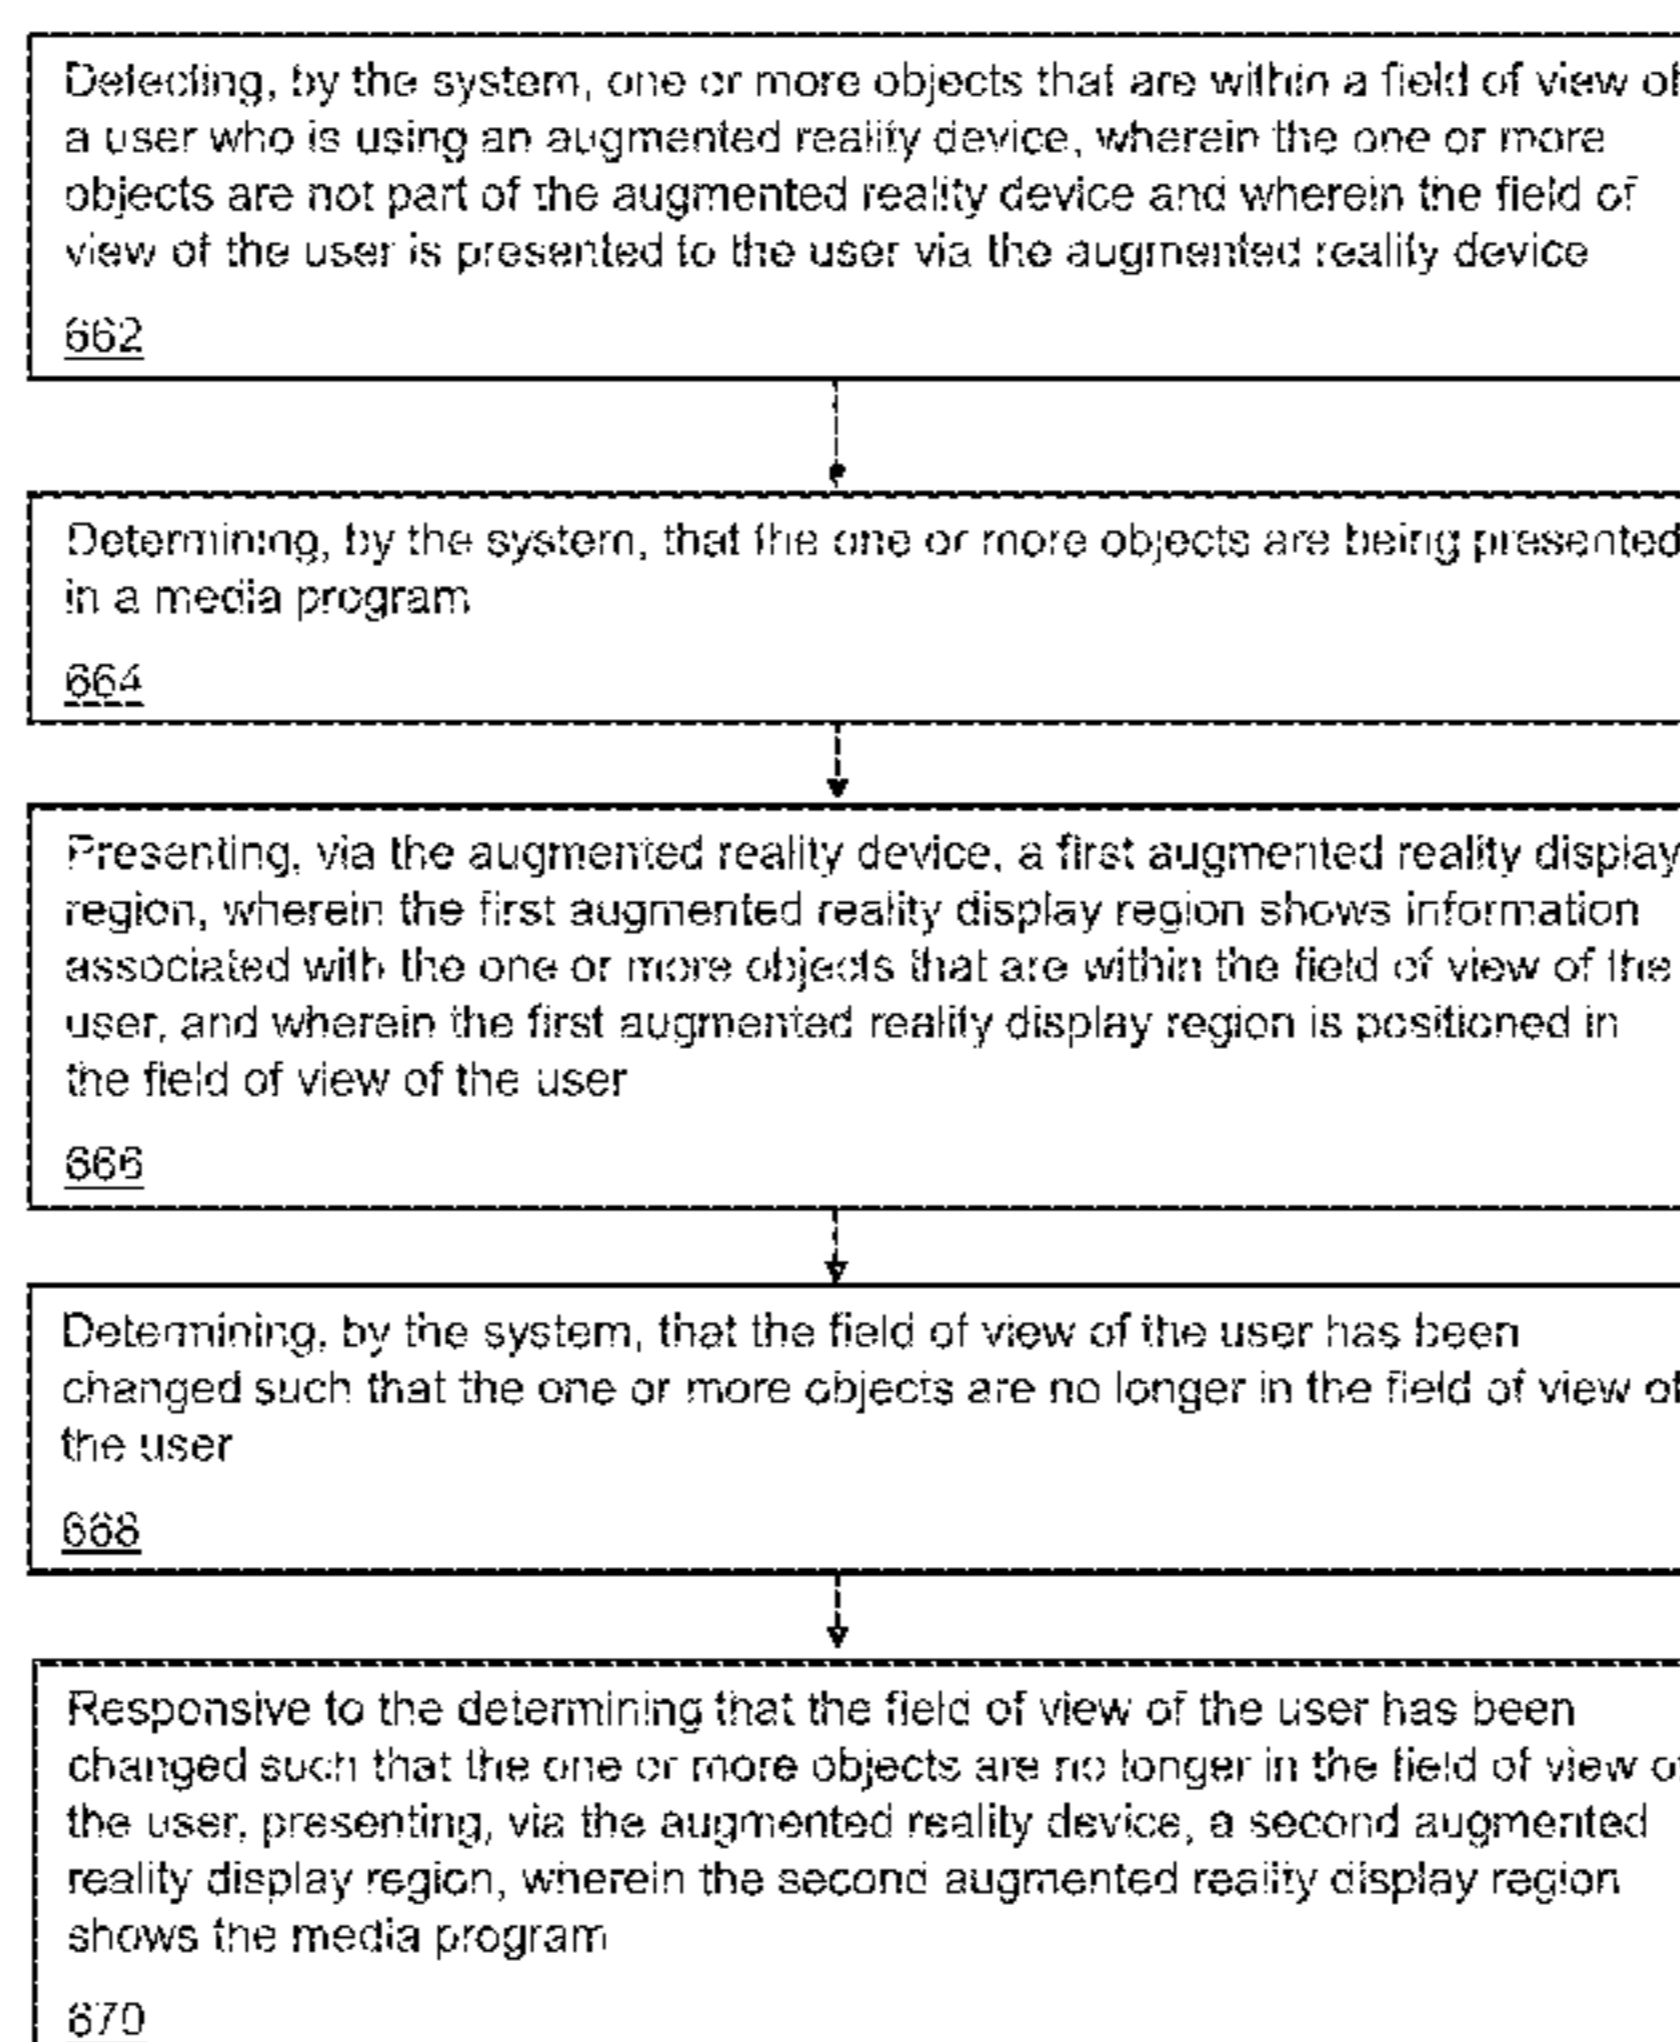 Detecting, by the system, one or more objects that are within a field of view of
a user who is using an augmented reality device, wherein the one or more
objects are not part of the augmented reality device and wherein the field of
view of the user is presented to the user via the augmented reality device
662
Determining, by the system, that the one or more objects are being presented
in a media program
664
Presenting, via the augmented reality device, a first augmented reality display
region, wherein the first augmented reality display region shows information
associated with the one or more objects that are within the field of view of the
user, and wherein the first augmented reality display region is positioned in
the field of view of the user
666
Determining, by the system, that the field of view of the user has been
changed such that the one or more objects are no longer in the field of view of
the user
668
Responsive to the determining that the field of view of the user has been
changed such that the one or more objects are no longer in the field of view of
the user, presenting, via the augmented reality device, a second augmented
reality display region, wherein the second augmented reality display region
shows the media program
670